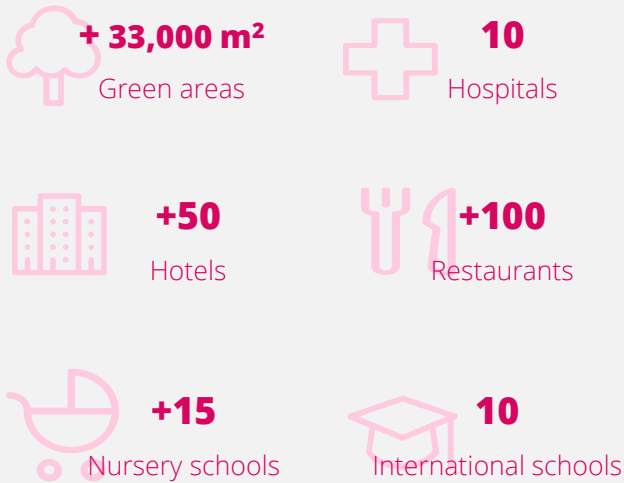 + 33,000 m²
Green areas
10
Hospitals
+50
Hotels
+100
Restaurants
+15
Nursery schools
10
International schools